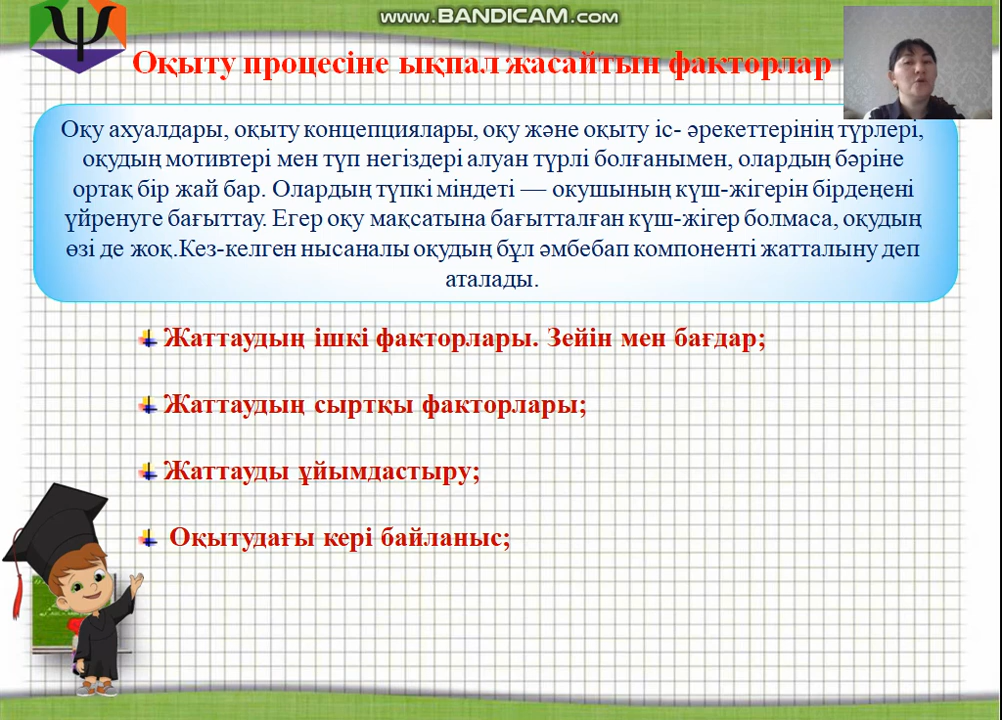 www.BANDICAM.com
Оқыту процесіне ықпал жасайтын факторлар
Оқу ахуалдары, оқыту концепциялары, оқу және оқыту іс- әрекеттерінің түрлері,
оқудың мотивтері мен түп негіздері алуан түрлі болғанымен, олардың бәріне
ортақ бір жай бар. Олардың түпкі міндеті — окушының күш-жігерін бірдеңені
үйренуге бағыттау. Егер оқу мақсатына бағытталған күш-жігер болмаса, оқудың
өзі де жоқ.Кез-келген нысаналы оқудың бұл әмбебап компоненті жатталыну деп
аталады.
Жаттаудың ішкі факторлары. Зейін мен бағдар;
Жаттаудың сыртқы факторлары;
Жаттауды ұйымдастыру;
Оқытудағы кері байланыс;